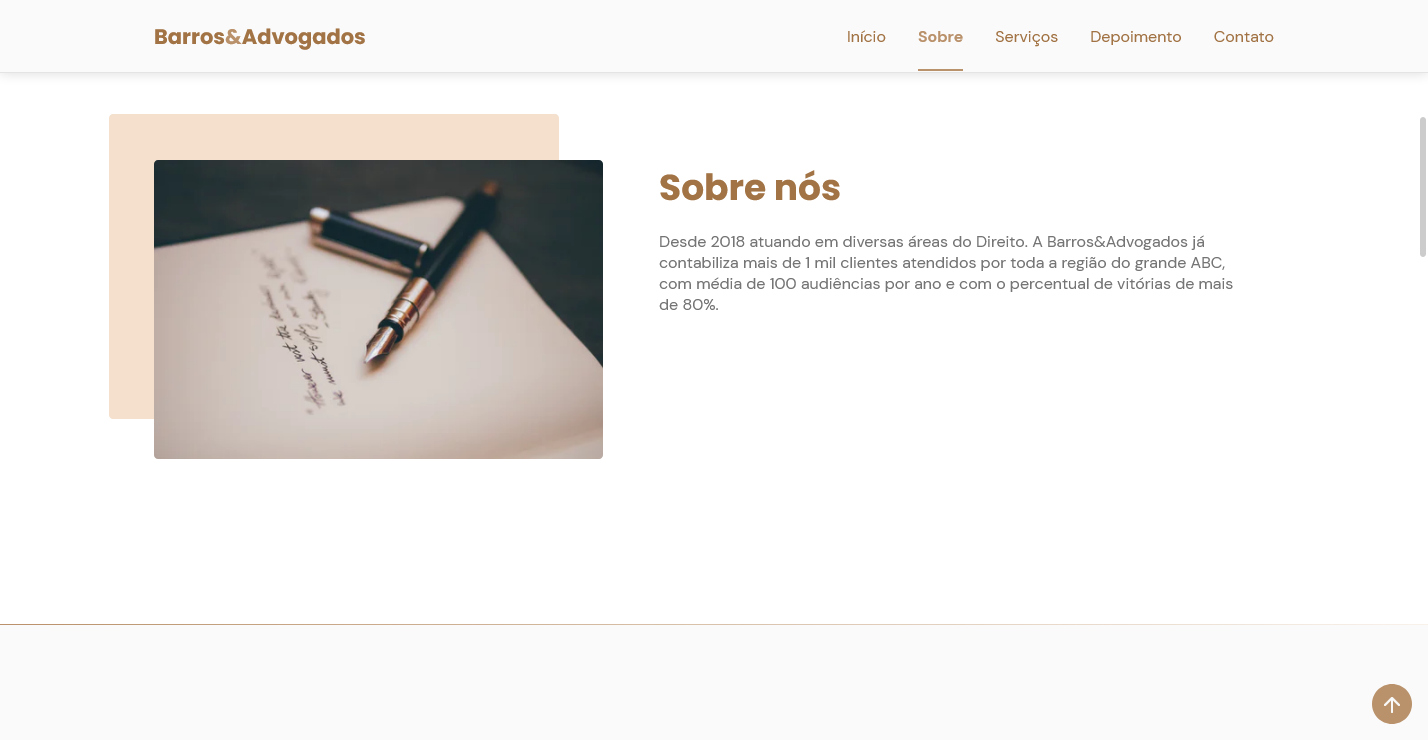 Barros&Advogados
Início
Sobre
Serviços
Depoimento
Contato
Sobre nós
Desde 2018 atuando em diversas áreas do Direito. A Barros&Advogados já
contabiliza mais de 1 mil clientes atendidos por toda a região do grande ABC,
com média de 100 audiências por ano e com o percentual de vitórias de mais
de 80%.